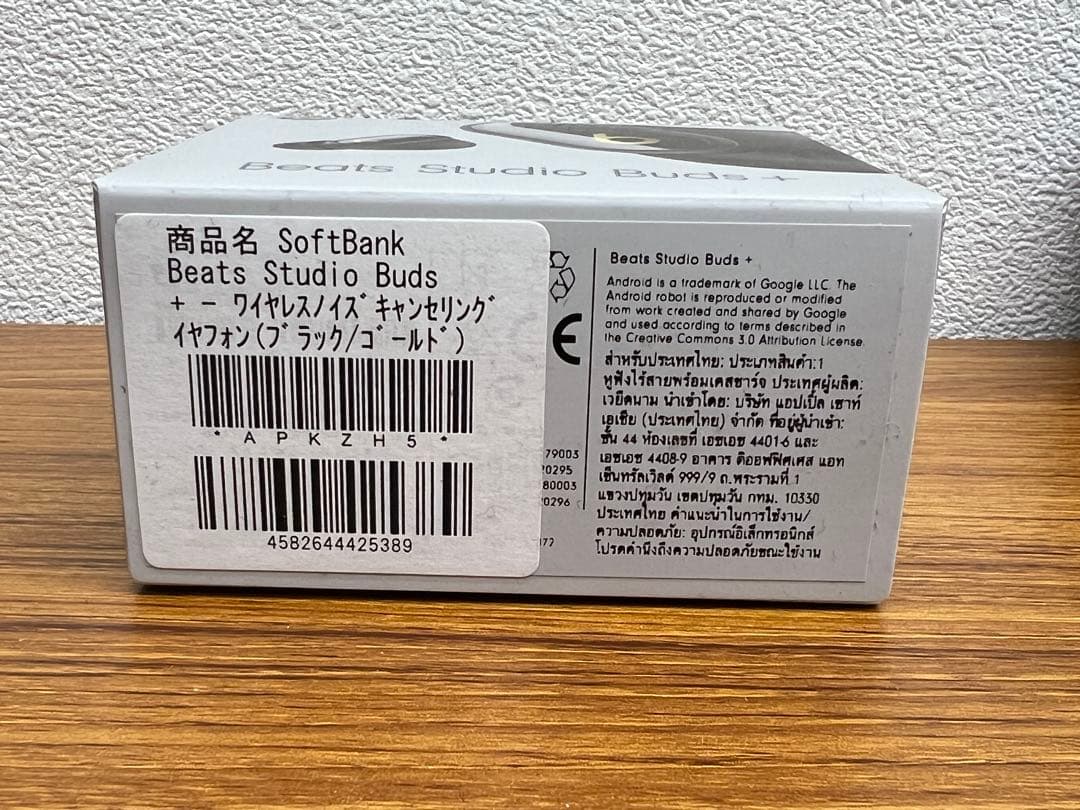 Beats Studio Buds +
商品名 SoftBank
Beats Studio Buds
+ － ﾜｲﾔﾚｽﾉｲｽﾞｷｬﾝｾﾘﾝｸﾞ
ｲﾔﾌｫﾝ(ﾌﾞﾗｯｸ/ｺﾞｰﾙﾄﾞ)
*APKZH5*
4582644425389
CE
79003
0295
80003
0296
Beats Studio Buds +
Android is a trademark of Google LLC. The
Android robot is reproduced or modified
from work created and shared by Google
and used according to terms described in
the Creative Commons 3.0 Attribution License.
สำหรับประเทศไทย: ประเภทสินค้า:1
หูฟังไร้สายพร้อมเคสชาร์จ ประเทศผู้ผลิต:
เวียดนาม นำเข้าโดย: บริษัท แอปเปิ้ล เซาท์
เอเชีย (ประเทศไทย) จำกัด ที่อยู่ผู้นำเข้า:
ชั้น 44 ห้องเลขที่ เอชเอช 4401-6 และ
เอชเอช 4408-9 อาคาร ดิออฟฟิศเศส แอท
เซ็นทรัลเวิลด์ 999/9 ถ.พระรามที่ 1
แขวงปทุมวัน เขตปทุมวัน กทม. 10330
ประเทศไทย คำแนะนำในการใช้งาน/
ความปลอดภัย: อุปกรณ์อิเล็กทรอนิกส์
โปรดคำนึงถึงความปลอดภัยขณะใช้งาน